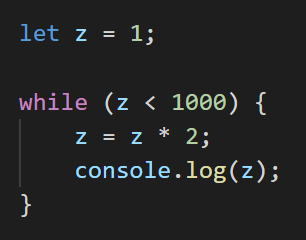 let z = 1;

while (z < 1000) {
    z = z * 2;
    console.log(z);
}